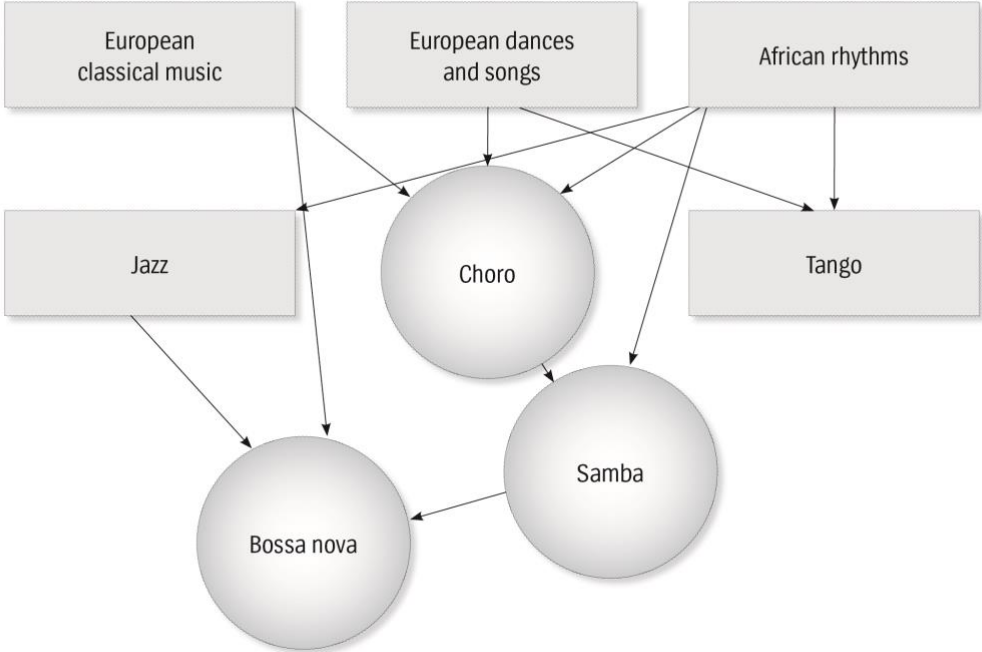 European
classical music
European dances
and songs
African rhythms
Jazz
Choro
Tango
Samba
Bossa nova